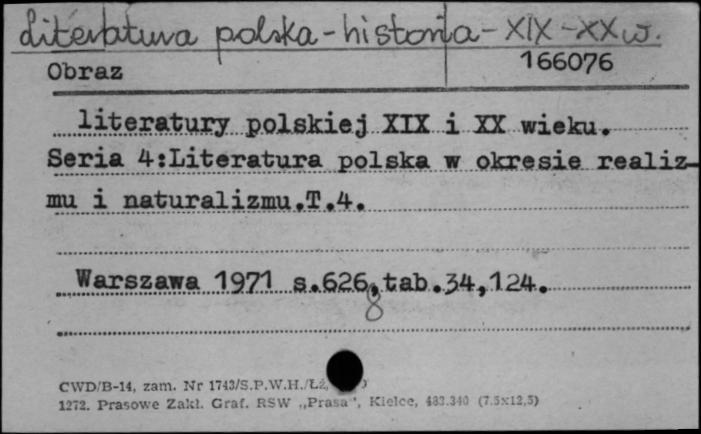 Literatura polska - historia - XIX - XX w.
Obraz 166076
literatury polskiej XIX i XX wieku.
Seria 4:Literatura polska w okresie realiz-
mu i naturalizmu.T.4.
Warszawa 1971 s.626, tab.34,124.
8
CWD/B-14, zam. Nr 1743/S.P.W.H./Łź,
1272. Prasowe Zakł. Graf. RSW „Prasa", Kielce, 483.340 (7.5x12,5)